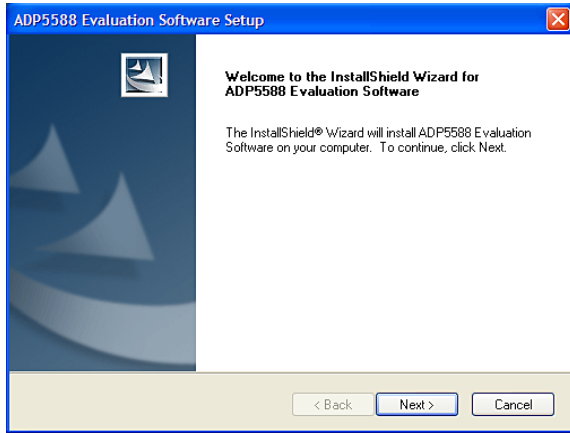 ADP5588 Evaluation Software Setup
Welcome to the InstallShield Wizard for
ADP5588 Evaluation Software
The InstallShield® Wizard will install ADP5588 Evaluation
Software on your computer. To continue, click Next.
< Back
Next >
Cancel